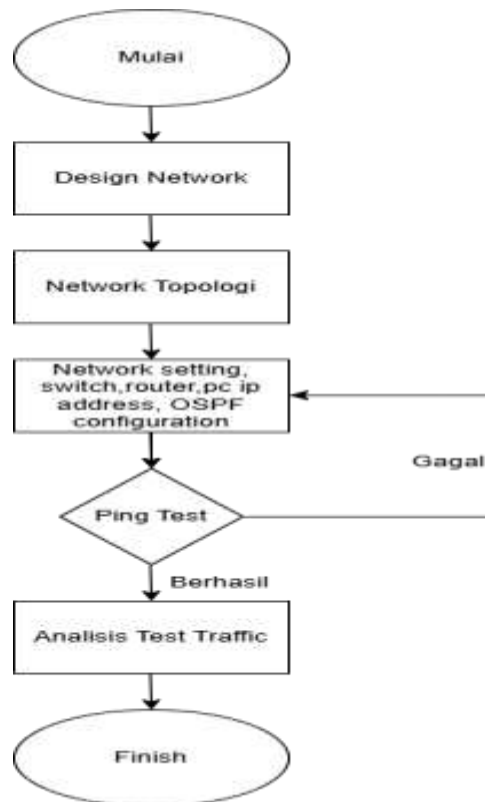 Mulai
Design Network
Network Topologi
Network setting,
switch,router,pc ip
address, OSPF
configuration
Gagal
Ping Test
Berhasil
Analisis Test Traffic
Finish